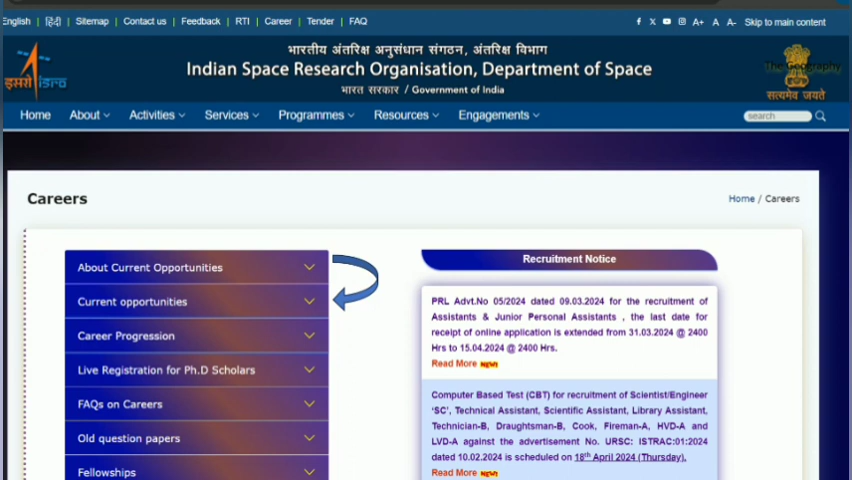 English | हिंदी | Sitemap | Contact us | Feedback | RTI | Career | Tender | FAQ
A+ A A- Skip to main content
भारतीय अंतरिक्ष अनुसंधान संगठन, अंतरिक्ष विभाग
Indian Space Research Organisation, Department of Space
भारत सरकार / Government of India
इसरो isro
The Geography
सत्यमेव जयते
Home About Activities Services Programmes Resources Engagements
search
Careers
Home / Careers
About Current Opportunities
Current opportunities
Career Progression
Live Registration for Ph.D Scholars
FAQs on Careers
Old question papers
Fellowships
Recruitment Notice
PRL Advt.No 05/2024 dated 09.03.2024 for the recruitment of
Assistants & Junior Personal Assistants , the last date for
receipt of online application is extended from 31.03.2024 @ 2400
Hrs to 15.04.2024 @ 2400 Hrs.
Read More NEW!
Computer Based Test (CBT) for recruitment of Scientist/Engineer
‘SC’, Technical Assistant, Scientific Assistant, Library Assistant,
Technician-B, Draughtsman-B, Cook, Fireman-A, HVD-A and
LVD-A against the advertisement No. URSC: ISTRAC:01:2024
dated 10.02.2024 is scheduled on 18th April 2024 (Thursday).
Read More NEW!